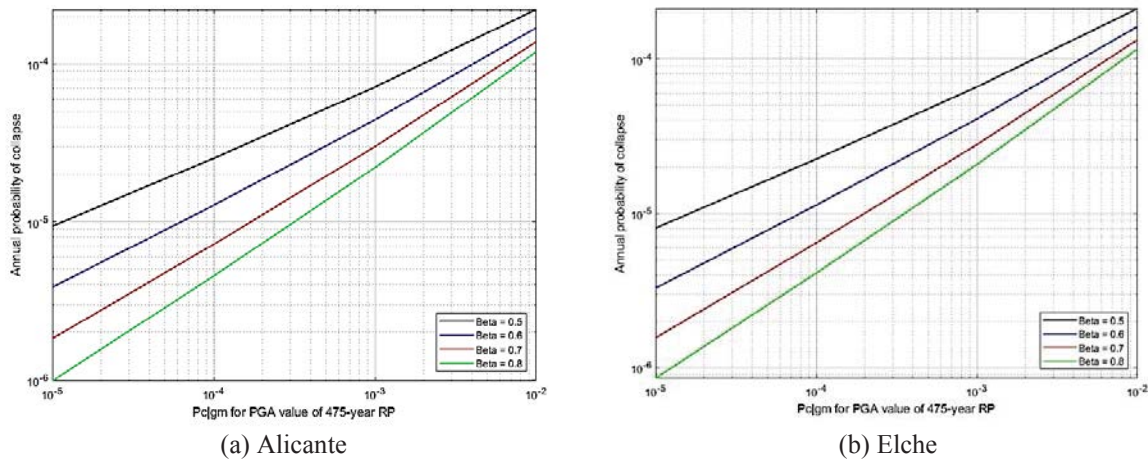 10^-4
10^-5
10^-6
Annual probability of collapse
10^-5
10^-4
10^-3
10^-2
Pc|gm for PGA value of 475-year RP
Beta = 0.5
Beta = 0.6
Beta = 0.7
Beta = 0.8
(a) Alicante
10^-4
10^-5
10^-6
Annual probability of collapse
10^-5
10^-4
10^-3
10^-2
Pc|gm for PGA value of 475-year RP
Beta = 0.5
Beta = 0.6
Beta = 0.7
Beta = 0.8
(b) Elche